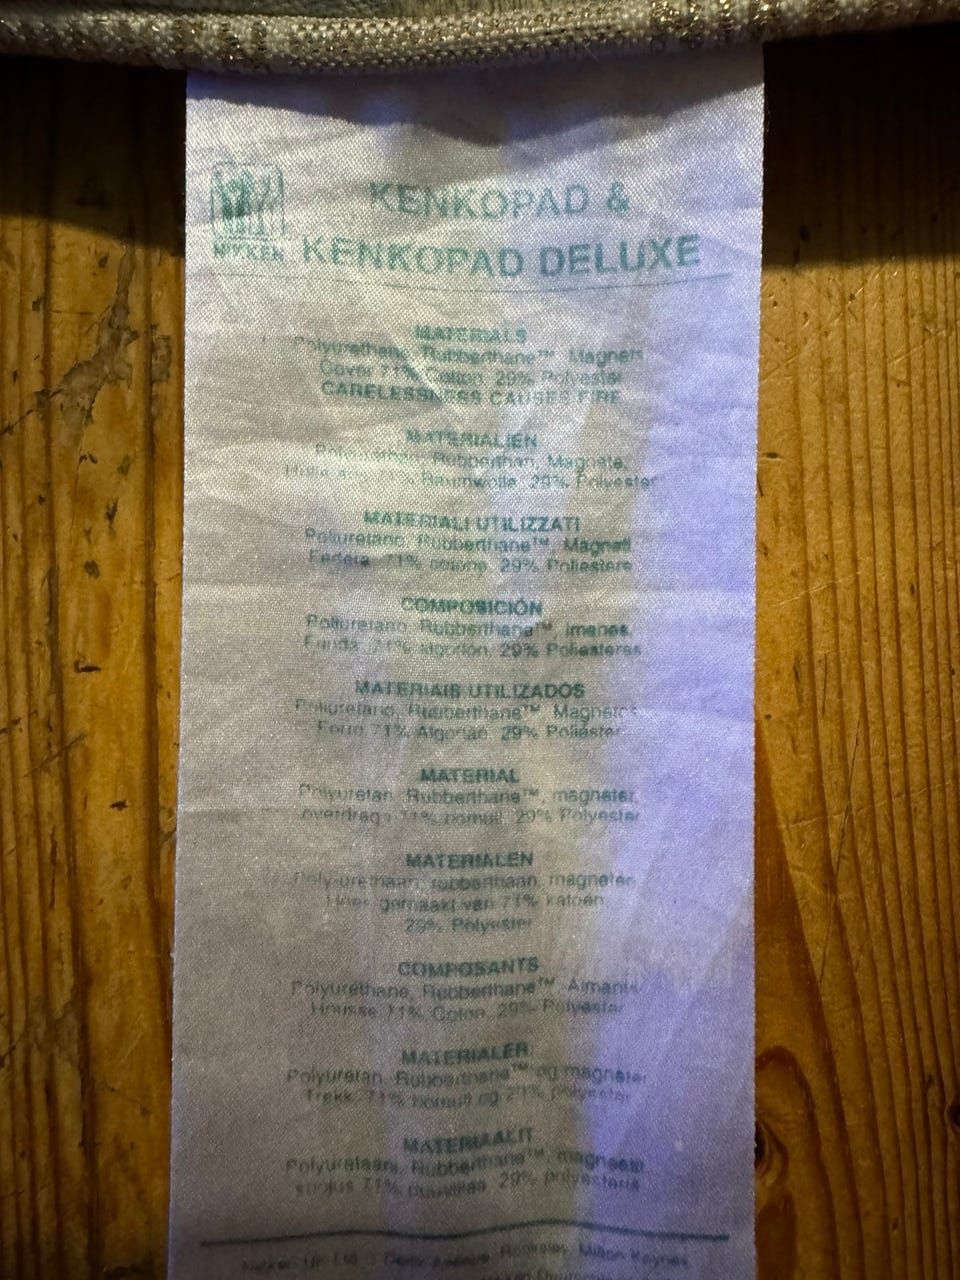 NIKKEN
KENKOPAD &
KENKOPAD DELUXE
MATERIALS
Polyurethane, Rubberthane™, Magnets
Cover 71% Cotton, 29% Polyester
CARELESSNESS CAUSES FIRE
MATERIALIEN
Polyurethan, Rubberthan, Magnete,
Baumwolle, 29% Polyester
MATERIALI UTILIZZATI
Poliuretano, Rubberthane™, Magneti
Federa 71% cotone, 29% Poliestere
COMPOSICIÓN
Poliuretano, Rubberthane™, imanes,
Funda 71% algodón, 29% Poliesteres
MATERIAIS UTILIZADOS
Poliuretano, Rubberthane™, Magnetos
Forro 71% Algodão, 29% Poliéster
MATERIAL
Polyuretan, Rubberthane™, magneter,
överdrag 71% bomull, 29% Polyester
MATERIALEN
Poly-urethaan, rubberthaan, magneten
Hoes gemaakt van 71% katoen,
29% Polyester
COMPOSANTS
Polyurethane, Rubberthane™, Aimants
Housse 71% Coton, 29% Polyester
MATERIALER
Polyuretan, Rubberthane™ og magneter
Trekk, 71% bomull og 29% polyester
MATERIAALIT
Polyuretaani, Rubberthane™, magneetit
71% puuvillaa, 29% polyesteria
Nikken UK Ltd Avenue, Milton Keynes